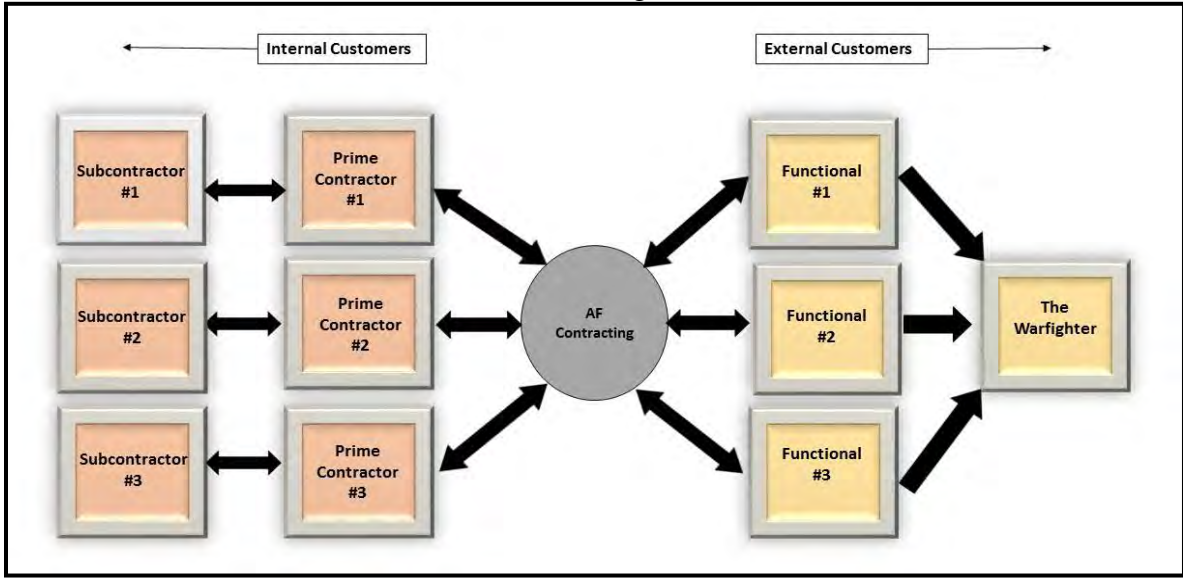 Internal Customers
External Customers
Subcontractor
#1
Prime
Contractor
#1
Functional
#1
Subcontractor
#2
Prime
Contractor
#2
AF
Contracting
Functional
#2
The
Warfighter
Subcontractor
#3
Prime
Contractor
#3
Functional
#3